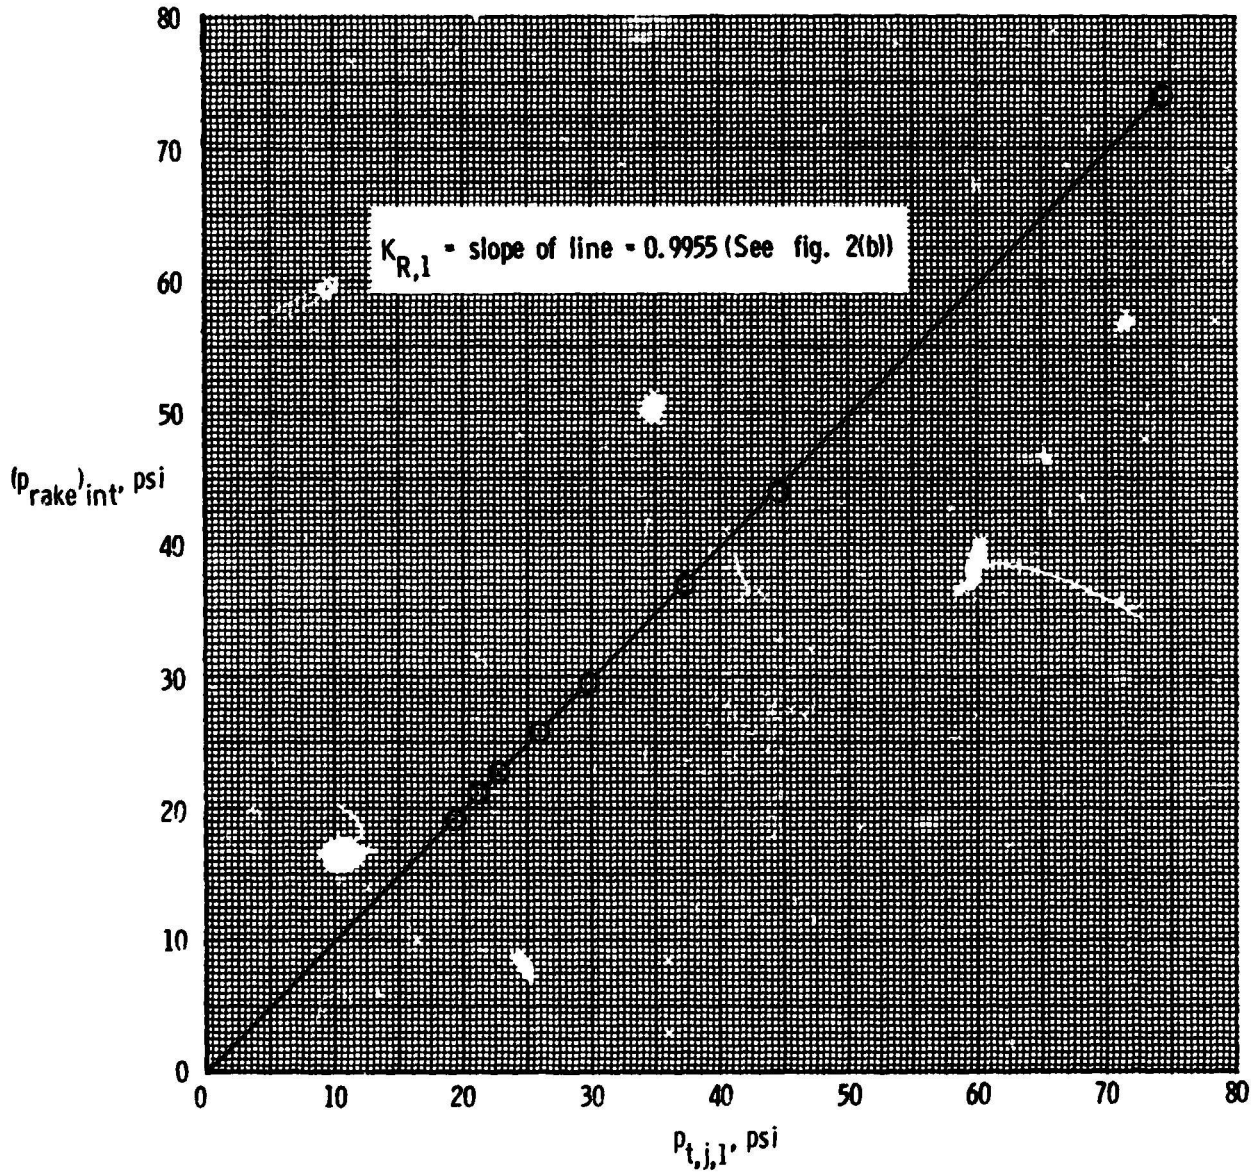 80
70
K_R,1 = slope of line = 0.9955 (See fig. 2(b))
60
50
(p_rake)_int, psi
40
30
20
10
0
0 10 20 30 40 50 60 70 80
p_t,j,1, psi